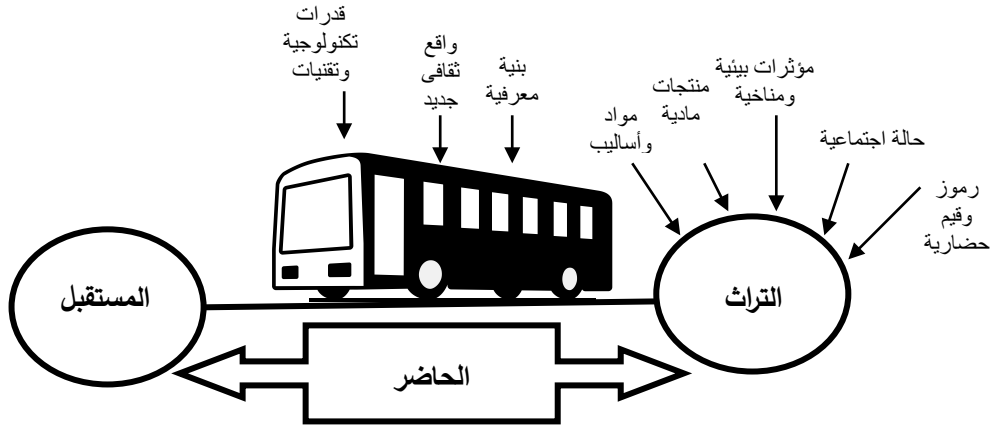 رموز
وقيم
حضارية
حالة اجتماعية
مؤثرات بيئية
ومناخية
منتجات
مادية
مواد
وأساليب
بنية
معرفية
واقع
ثقافى
جديد
قدرات
تكنولوجية
وتقنيات
التراث
المستقبل
الحاضر